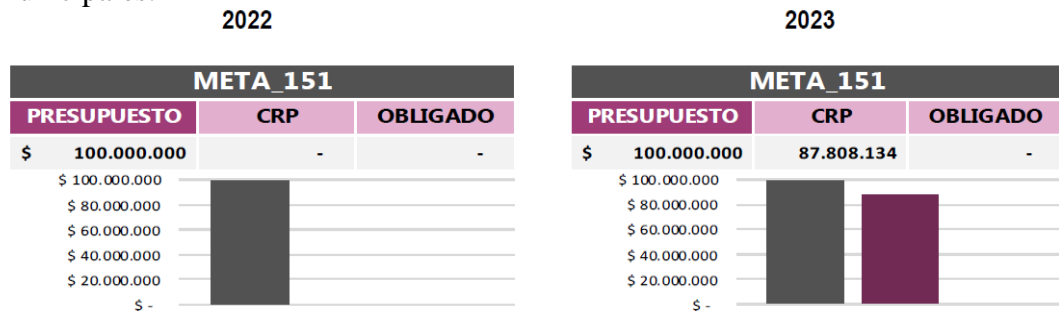 2022
META_151
PRESUPUESTO CRP OBLIGADO
$ 100.000.000 - -
$ 100.000.000
$ 80.000.000
$ 60.000.000
$ 40.000.000
$ 20.000.000
$ -
2023
META_151
PRESUPUESTO CRP OBLIGADO
$ 100.000.000 87.808.134 -
$ 100.000.000
$ 80.000.000
$ 60.000.000
$ 40.000.000
$ 20.000.000
$ -